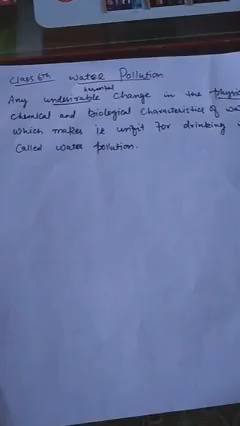 Class 6th Water Pollution
harmful
Any undesirable change in the
chemical and Biological characteristics of
which makes it unfit for drinking
Called water pollution.